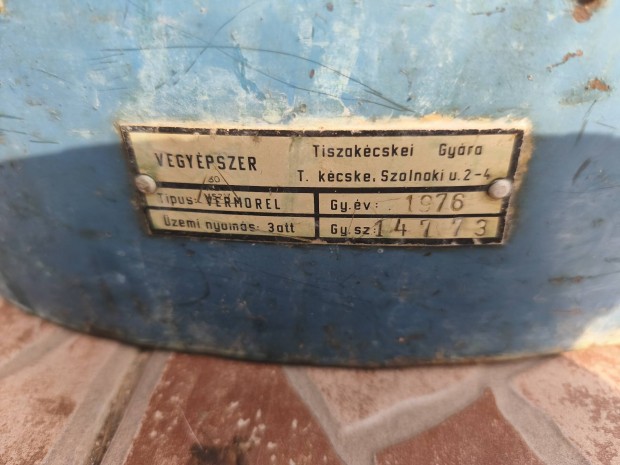 VEGYÉPSZER
Tiszakécskei Gyára
T. kécske. Szolnoki u. 2-4
Tipus: VERMOREL
Gy.év: 1976
Üzemi nyomás: 3att
Gy.sz: 14773